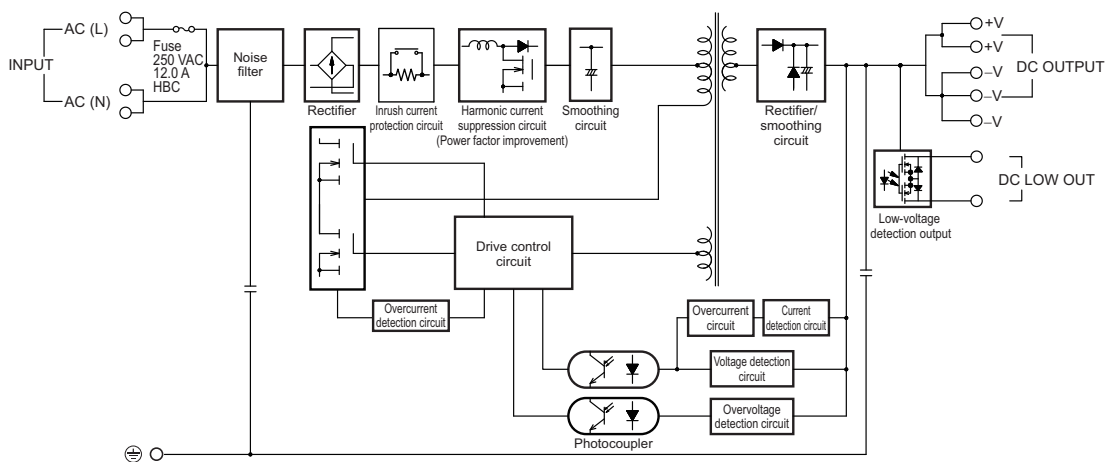 INPUT
AC (L)
AC (N)
Fuse
250 VAC
12.0 A
HBC
Noise
filter
Rectifier
Inrush current
protection circuit
Harmonic current
suppression circuit
(Power factor improvement)
Smoothing
circuit
Rectifier/
smoothing
circuit
+V
+V
–V
–V
–V
DC OUTPUT
DC LOW OUT
Low-voltage
detection output
Drive control
circuit
Overcurrent
detection circuit
Overcurrent
circuit
Current
detection circuit
Voltage detection
circuit
Overvoltage
detection circuit
Photocoupler